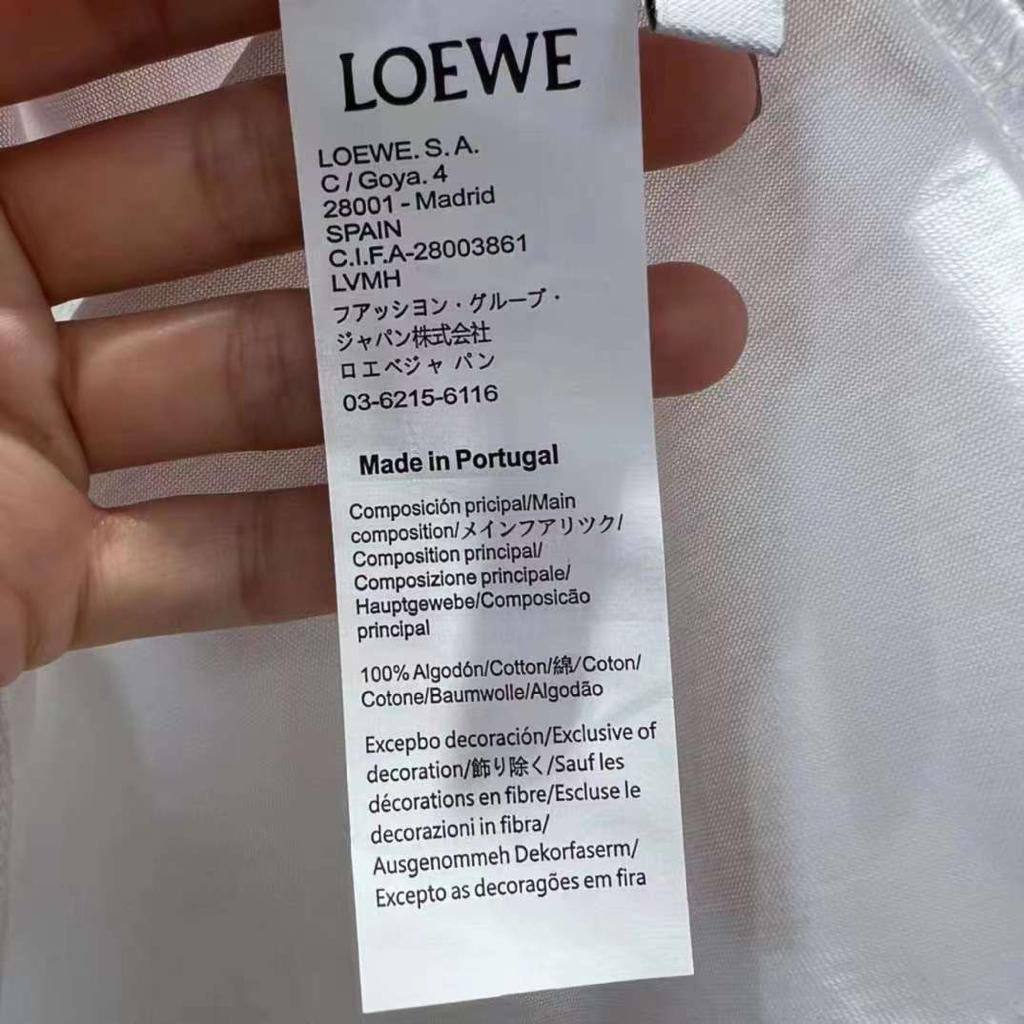 LOEWE
LOEWE. S. A.
C / Goya. 4
28001 - Madrid
SPAIN
C.I.F.A-28003861
LVMH
フアッシヨン・グループ・
ジャパン株式会社
ロエベジャ パン
03-6215-6116
Made in Portugal
Composición pricipal/Main
composition/メインフアリツク/
Composition principal/
Composizione principale/
Hauptgewebe/Composicão
principal
100% Algodón/Cotton/綿/Coton/
Cotone/Baumwolle/Algodão
Excepbo decoración/Exclusive of
decoration/飾り除く/Sauf les
décorations en fibre/Escluse le
decorazioni in fibra/
Ausgenommeh Dekorfaserm/
Excepto as decoragões em fira